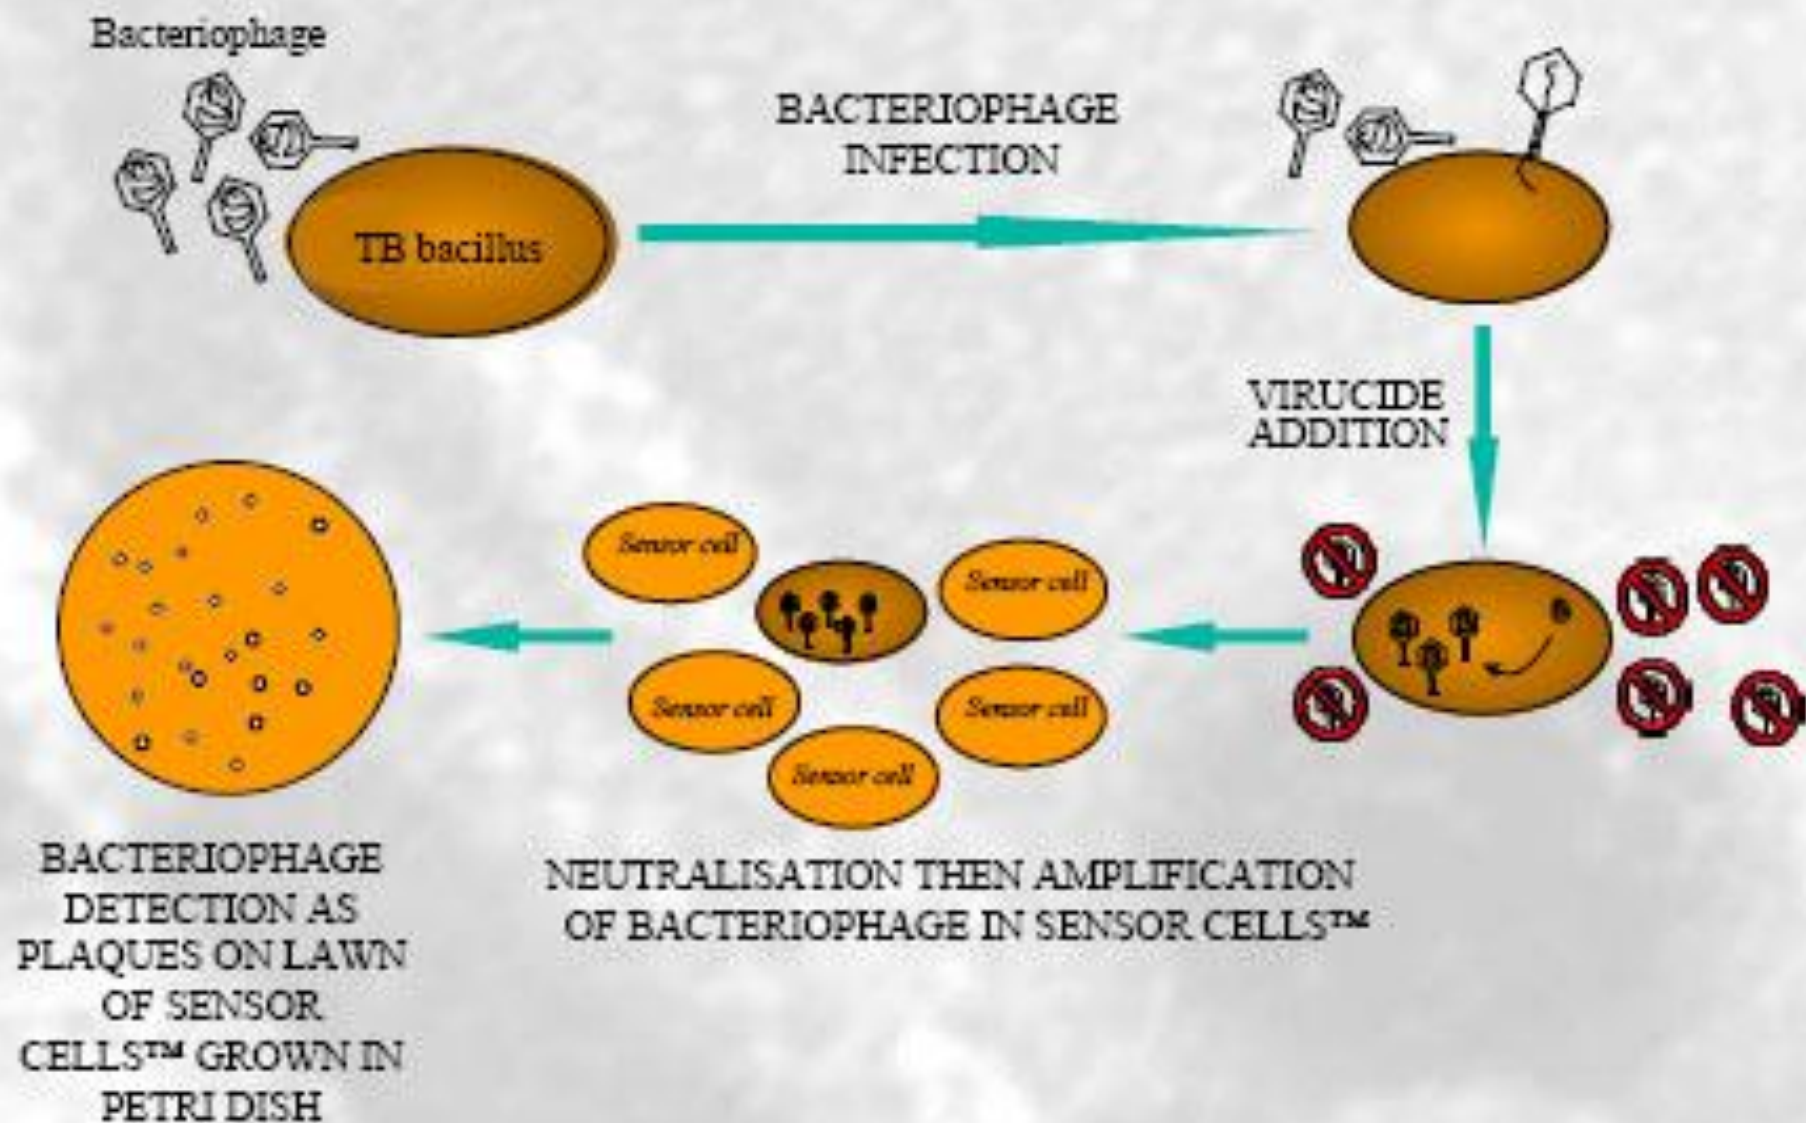 Bacteriophage
TB bacillus
BACTERIOPHAGE
INFECTION
VIRUCIDE
ADDITION
Sensor cell
Sensor cell
Sensor cell
Sensor cell
Sensor cell
NEUTRALISATION THEN AMPLIFICATION
OF BACTERIOPHAGE IN SENSOR CELLS™
BACTERIOPHAGE
DETECTION AS
PLAQUES ON LAWN
OF SENSOR
CELLS™ GROWN IN
PETRI DISH